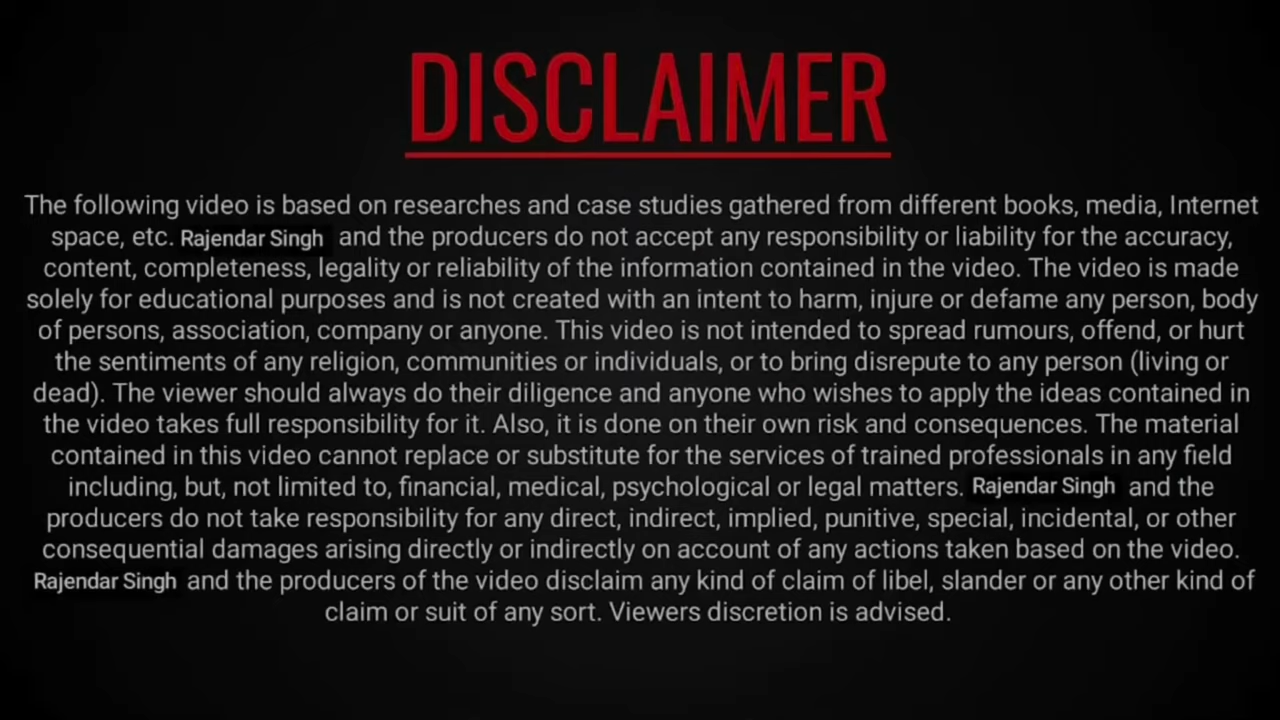 DISCLAIMER
The following video is based on researches and case studies gathered from different books, media, Internet
space, etc. Rajendar Singh and the producers do not accept any responsibility or liability for the accuracy,
content, completeness, legality or reliability of the information contained in the video. The video is made
solely for educational purposes and is not created with an intent to harm, injure or defame any person, body
of persons, association, company or anyone. This video is not intended to spread rumours, offend, or hurt
the sentiments of any religion, communities or individuals, or to bring disrepute to any person (living or
dead). The viewer should always do their diligence and anyone who wishes to apply the ideas contained in
the video takes full responsibility for it. Also, it is done on their own risk and consequences. The material
contained in this video cannot replace or substitute for the services of trained professionals in any field
including, but, not limited to, financial, medical, psychological or legal matters. Rajendar Singh and the
producers do not take responsibility for any direct, indirect, implied, punitive, special, incidental, or other
consequential damages arising directly or indirectly on account of any actions taken based on the video.
Rajendar Singh and the producers of the video disclaim any kind of claim of libel, slander or any other kind of
claim or suit of any sort. Viewers discretion is advised.